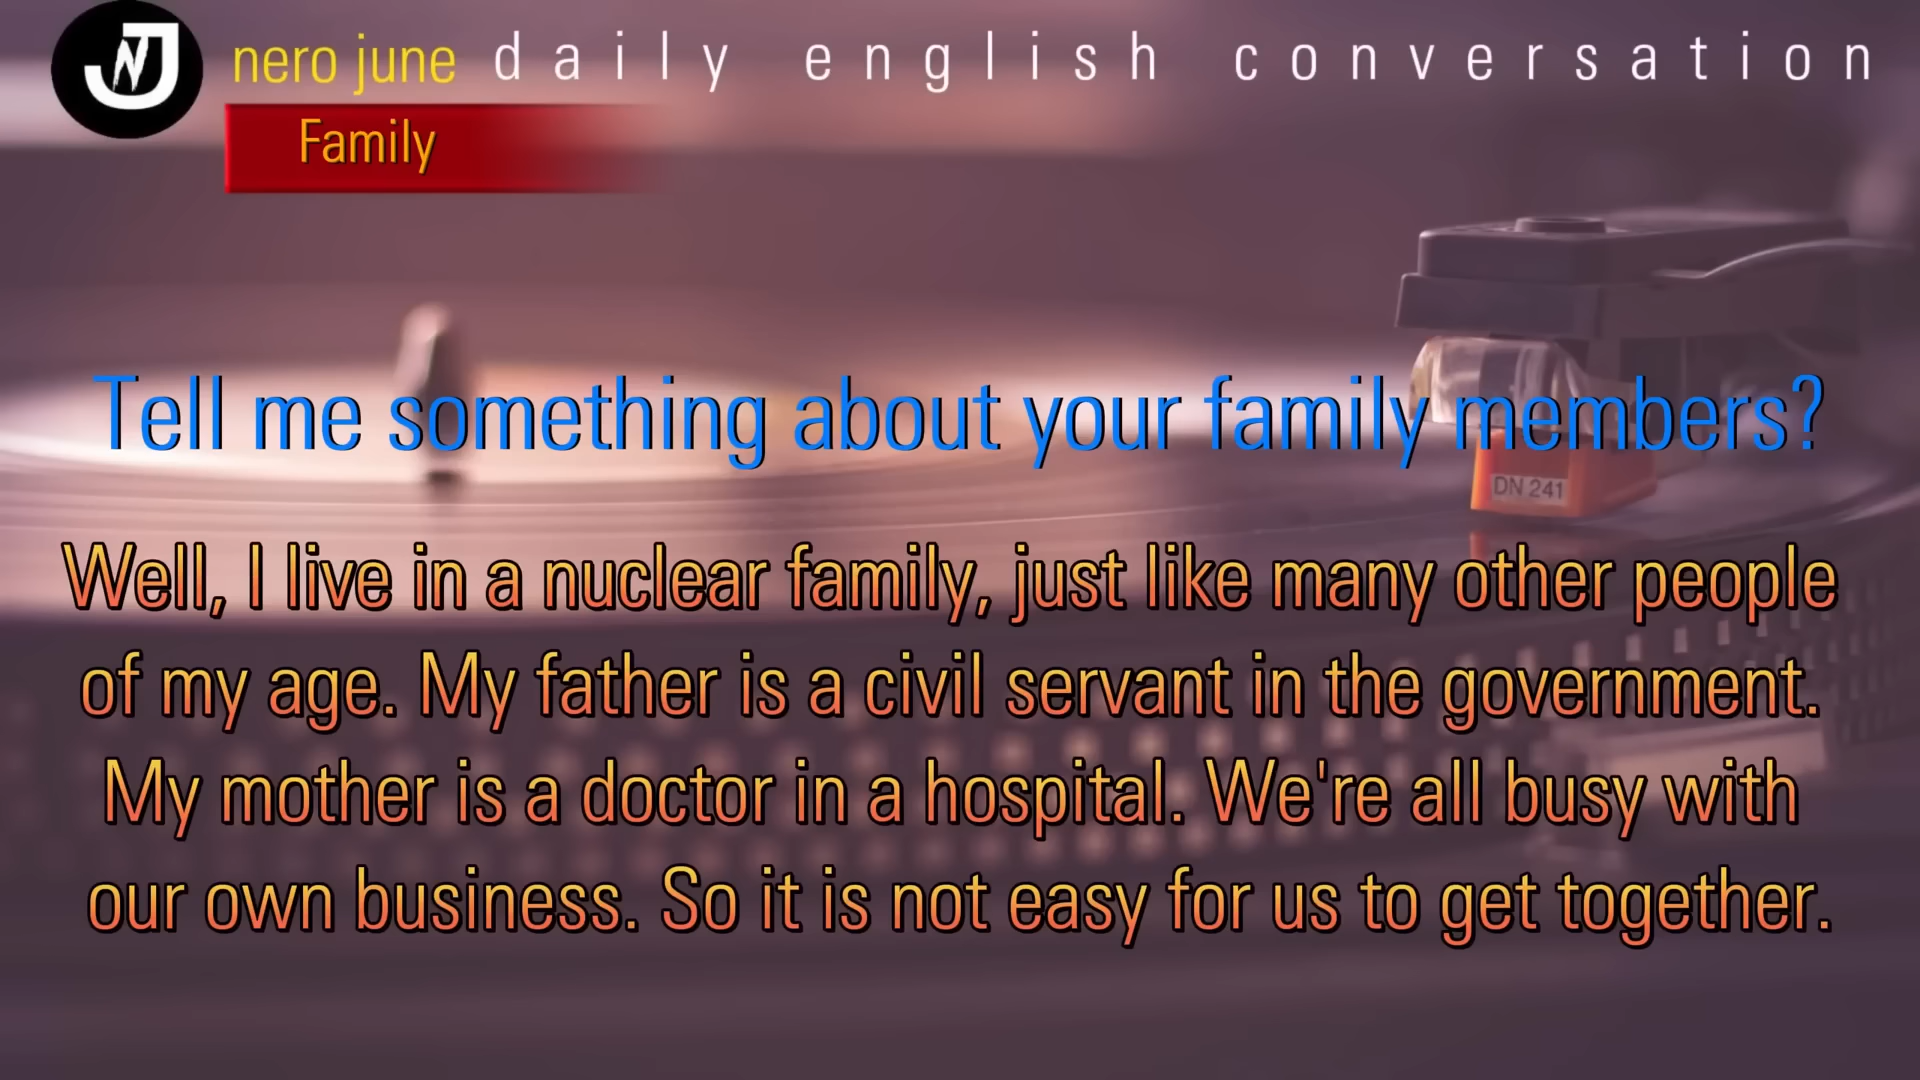 NJ nero june daily english conversation
Family
Tell me something about your family members?
DN 241
Well, I live in a nuclear family, just like many other people
of my age. My father is a civil servant in the government.
My mother is a doctor in a hospital. We're all busy with
our own business. So it is not easy for us to get together.